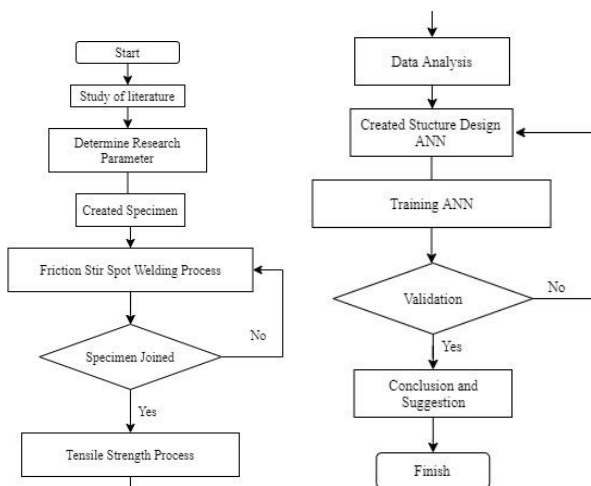 Start
Study of literature
Determine Research
Parameter
Created Specimen
Friction Stir Spot Welding Process
No
Specimen Joined
Yes
Tensile Strength Process
Data Analysis
Created Stucture Design
ANN
Training ANN
No
Validation
Yes
Conclusion and
Suggestion
Finish